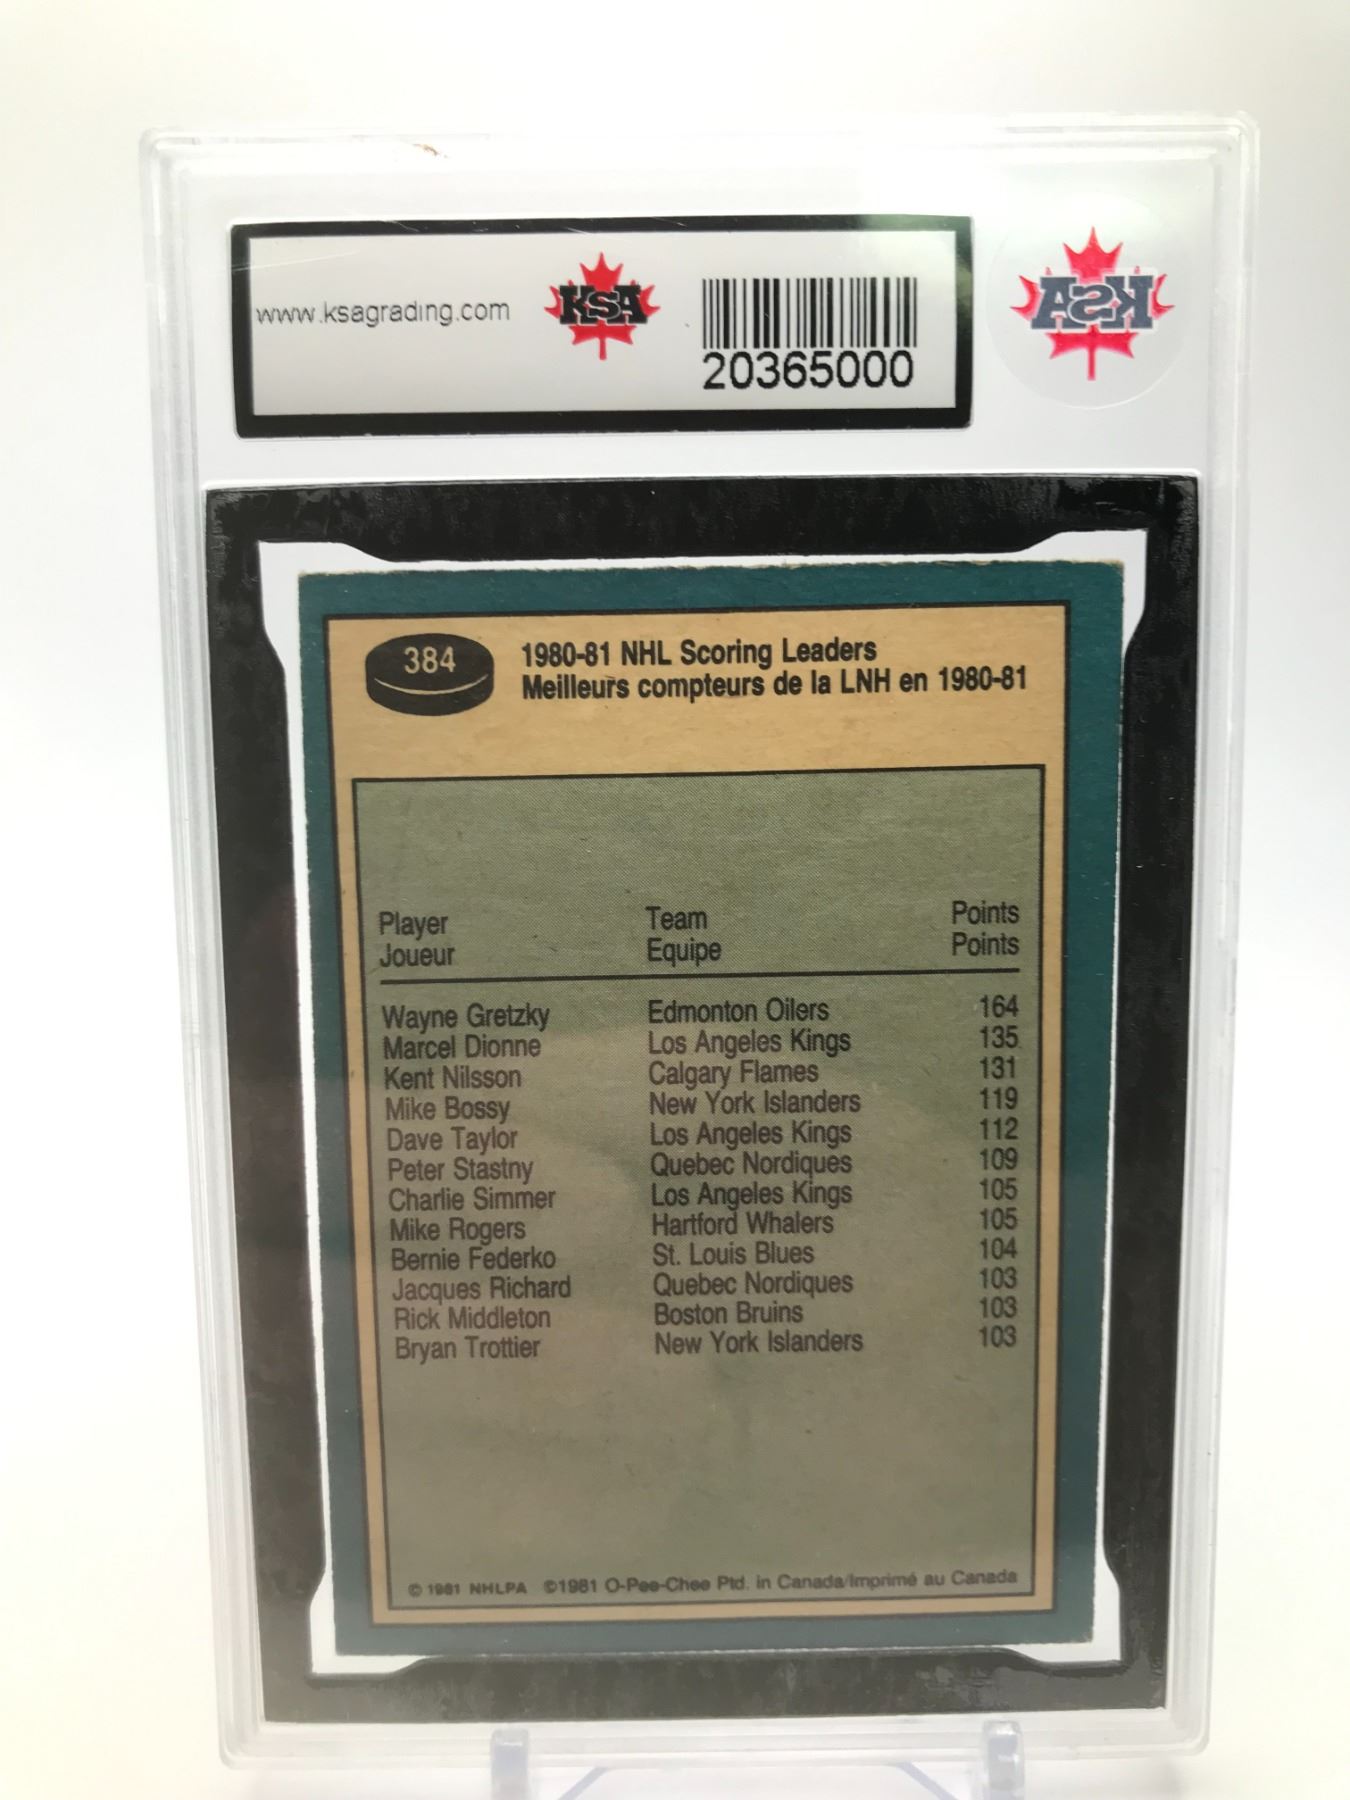 www.ksagrading.com
KSA
20365000
KSA
384
1980-81 NHL Scoring Leaders
Meilleurs compteurs de la LNH en 1980-81
Player Team Points
Joueur Equipe Points
Wayne Gretzky Edmonton Oilers 164
Marcel Dionne Los Angeles Kings 135
Kent Nilsson Calgary Flames 131
Mike Bossy New York Islanders 119
Dave Taylor Los Angeles Kings 112
Peter Stastny Quebec Nordiques 109
Charlie Simmer Los Angeles Kings 105
Mike Rogers Hartford Whalers 105
Bernie Federko St. Louis Blues 104
Jacques Richard Quebec Nordiques 103
Rick Middleton Boston Bruins 103
Bryan Trottier New York Islanders 103
© 1981 NHLPA ©1981 O-Pee-Chee Ptd. in Canada/Imprimé au Canada